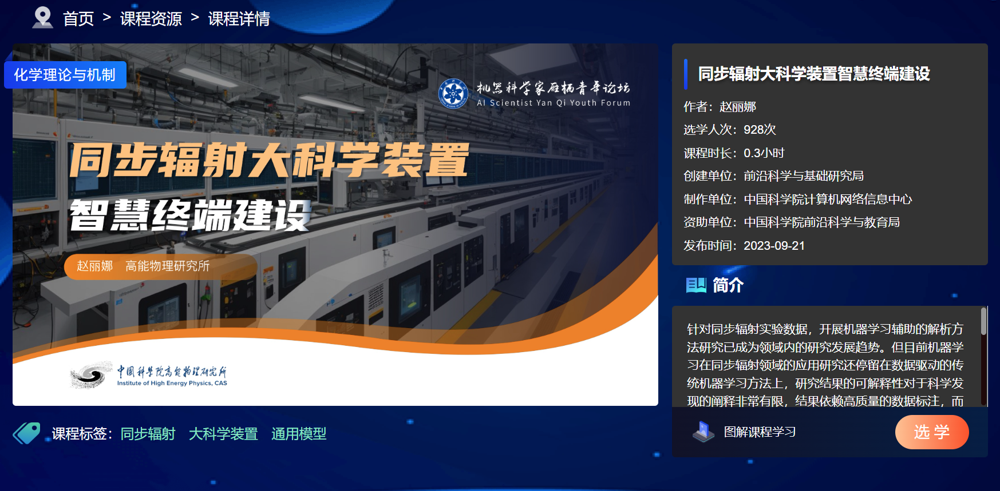 首页 > 课程资源 > 课程详情
化学理论与机制
机器科学家雁栖青年论坛
AI Scientist Yan Qi Youth Forum
同步辐射大科学装置
智慧终端建设
赵丽娜 高能物理研究所
中国科学院高能物理研究所
Institute of High Energy Physics, CAS
课程标签：同步辐射 大科学装置 通用模型
同步辐射大科学装置智慧终端建设
作者：赵丽娜
选学人次：928次
课程时长：0.3小时
创建单位：前沿科学与基础研究局
制作单位：中国科学院计算机网络信息中心
资助单位：中国科学院前沿科学与教育局
发布时间：2023-09-21
简介
针对同步辐射实验数据，开展机器学习辅助的解析方
法研究已成为领域内的研究发展趋势。但目前机器学
习在同步辐射领域的应用研究还停留在数据驱动的传
统机器学习方法上，研究结果的可解释性对于科学发
现的阐释非常有限，结果依赖高质量的数据标注，而
图解课程学习
选 学